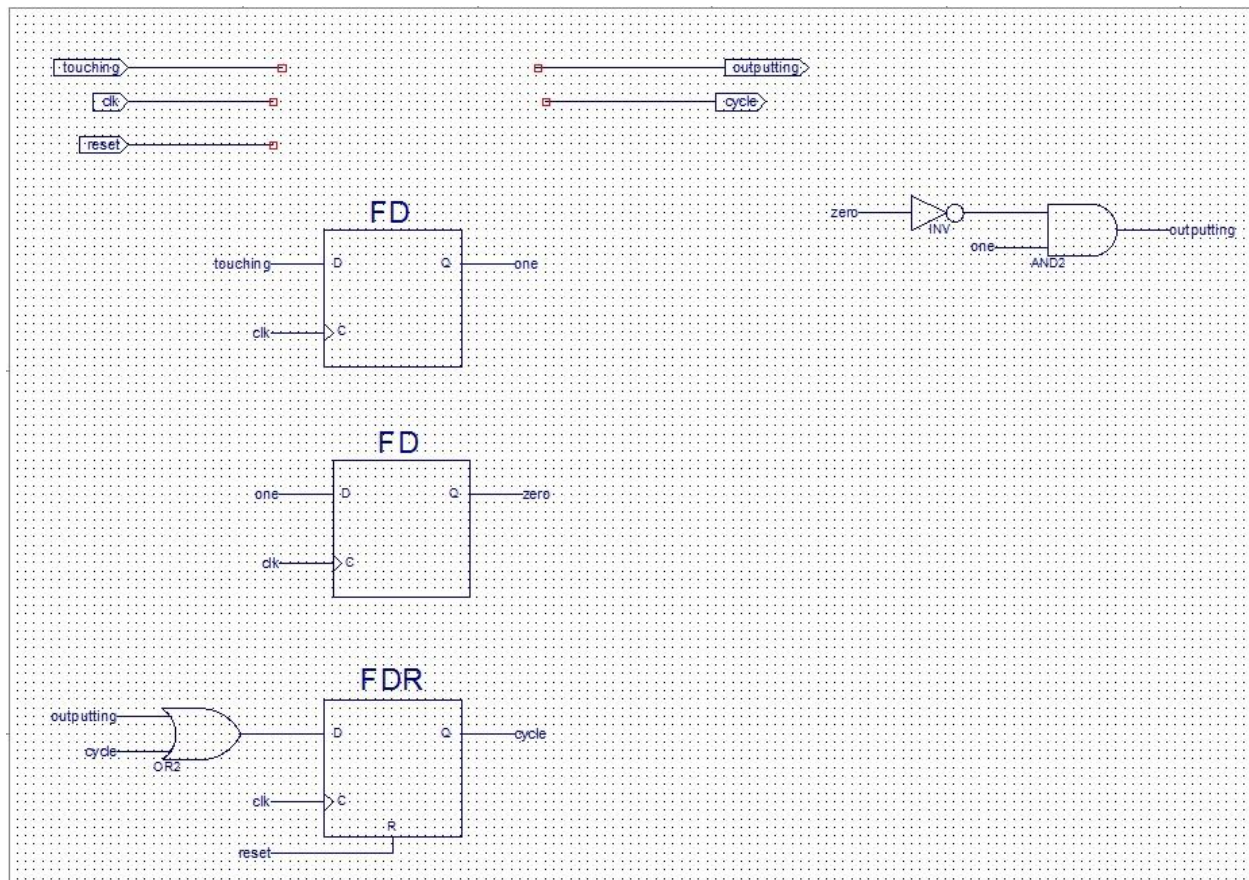 touching
outputting
clk
cycle
reset
FD
zero
INV
outputting
one
AND2
touching
D
Q
one
clk
C
FD
one
D
Q
zero
clk
C
FDR
outputting
D
Q
cycle
cycle
OR2
clk
C
R
reset